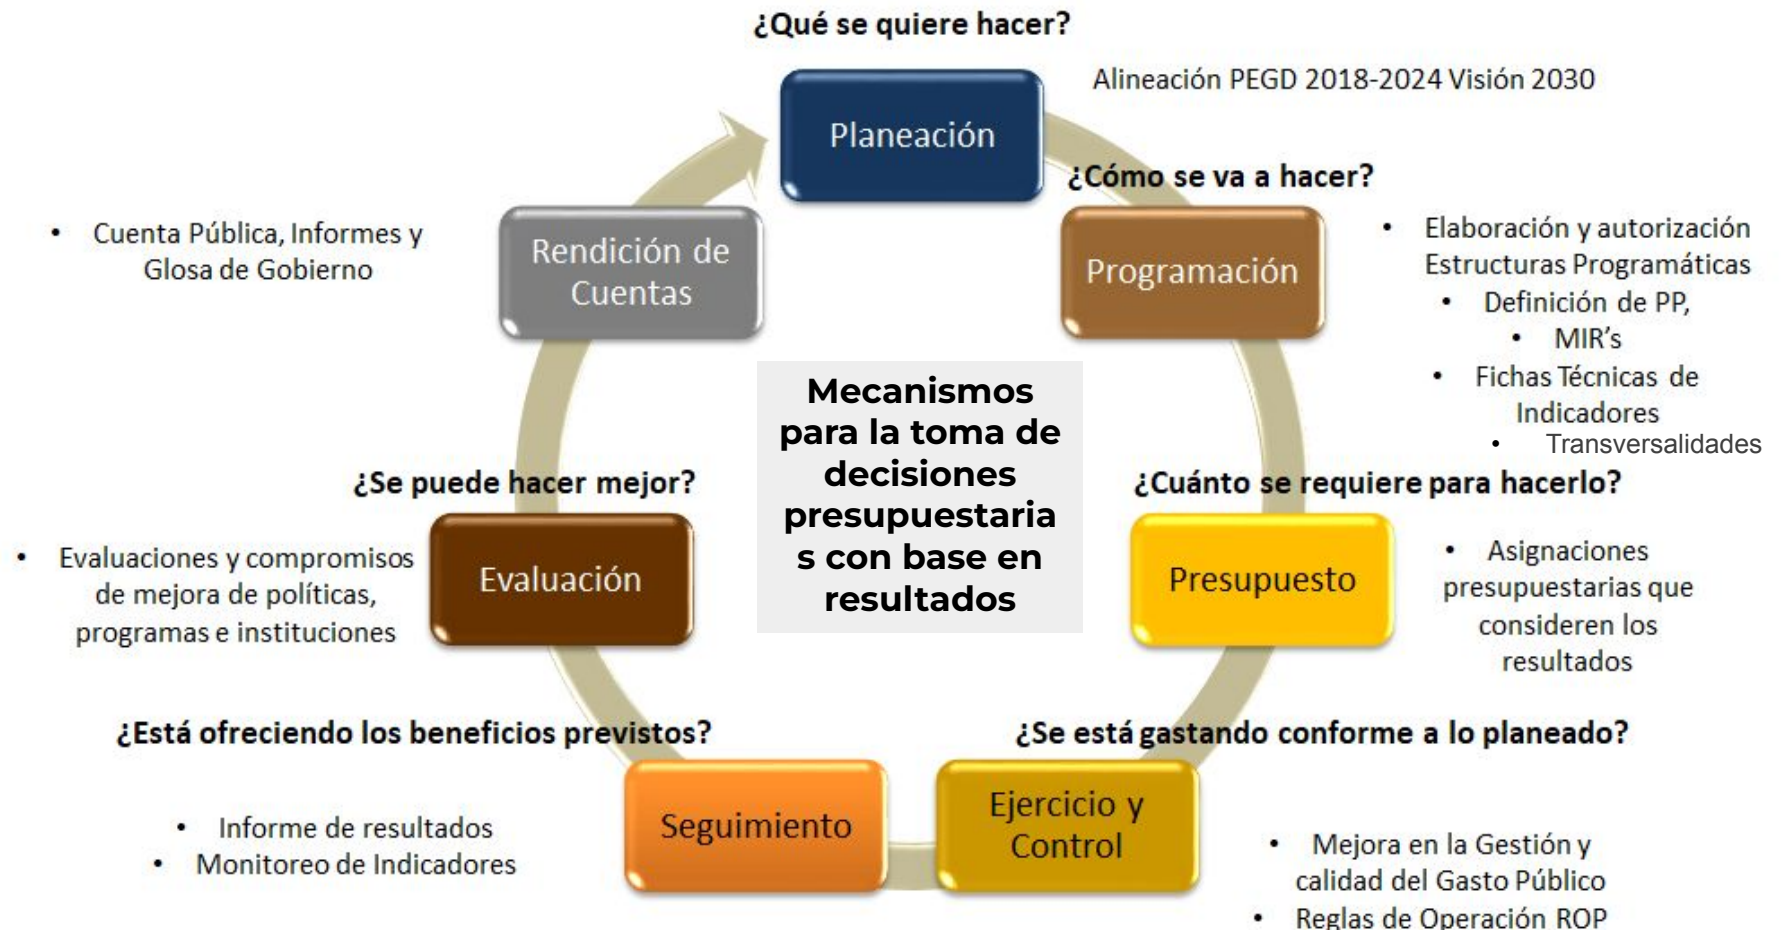 ¿Qué se quiere hacer?
Alineación PEGD 2018-2024 Visión 2030
Planeación
¿Cómo se va a hacer?
Programación
• Elaboración y autorización
Estructuras Programáticas
• Definición de PP,
• MIR's
• Fichas Técnicas de
Indicadores
• Transversalidades
¿Cuánto se requiere para hacerlo?
Presupuesto
• Asignaciones
presupuestarias que
consideren los
resultados
¿Se está gastando conforme a lo planeado?
Ejercicio y
Control
• Mejora en la Gestión y
calidad del Gasto Público
• Reglas de Operación ROP
¿Está ofreciendo los beneficios previstos?
Seguimiento
• Informe de resultados
• Monitoreo de Indicadores
¿Se puede hacer mejor?
Evaluación
• Evaluaciones y compromisos
de mejora de políticas,
programas e instituciones
Rendición de
Cuentas
• Cuenta Pública, Informes y
Glosa de Gobierno
Mecanismos
para la toma de
decisiones
presupuestaria
s con base en
resultados